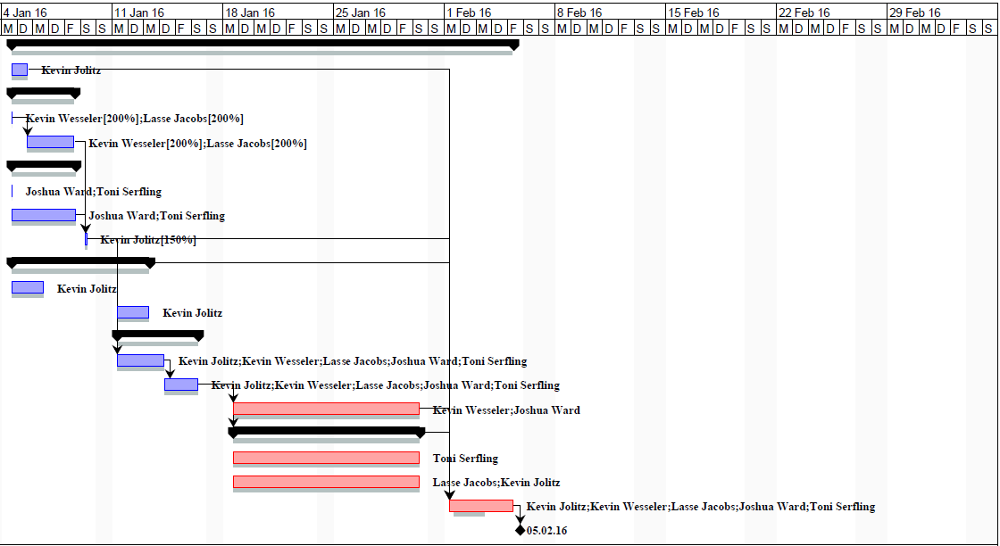 4 Jan 16 11 Jan 16 18 Jan 16 25 Jan 16 1 Feb 16 8 Feb 16 15 Feb 16 22 Feb 16 29 Feb 16
M D M D F S S M D M D F S S M D M D F S S M D M D F S S M D M D F S S M D M D F S S M D M D F S S M D M D F S S M D M D F S S
Kevin Jolitz
Kevin Wesseler[200%];Lasse Jacobs[200%]
Kevin Wesseler[200%];Lasse Jacobs[200%]
Joshua Ward;Toni Serfling
Joshua Ward;Toni Serfling
Kevin Jolitz[150%]
Kevin Jolitz
Kevin Jolitz
Kevin Jolitz;Kevin Wesseler;Lasse Jacobs;Joshua Ward;Toni Serfling
Kevin Jolitz;Kevin Wesseler;Lasse Jacobs;Joshua Ward;Toni Serfling
Kevin Wesseler;Joshua Ward
Toni Serfling
Lasse Jacobs;Kevin Jolitz
Kevin Jolitz;Kevin Wesseler;Lasse Jacobs;Joshua Ward;Toni Serfling
05.02.16